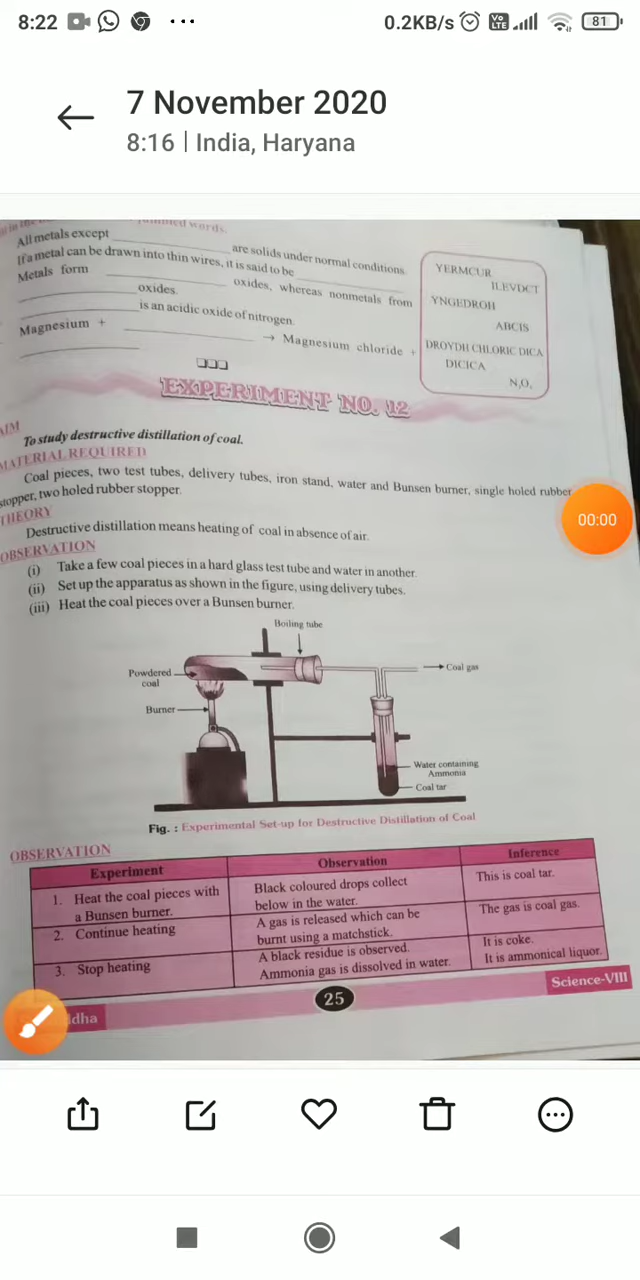 8:22 ... 0.2KB/s Vo LTE 81
7 November 2020
8:16 | India, Haryana
words.
All metals except ____ are solids under normal conditions.
If a metal can be drawn into thin wires, it is said to be ____
Metals form ____ oxides, whereas nonmetals from
____ oxides.
____ is an acidic oxide of nitrogen.
Magnesium + ____ → Magnesium chloride + ____
YERMCUR
ILEVDCT
YNGEDROH
ABCIS
DROYDH CHLORIC DICA
DICICA
N₂O₅
EXPERIMENT NO. 12
AIM
To study destructive distillation of coal.
MATERIAL REQUIRED
Coal pieces, two test tubes, delivery tubes, iron stand, water and Bunsen burner, single holed rubber
stopper, two holed rubber stopper.
THEORY
Destructive distillation means heating of coal in absence of air.
00:00
OBSERVATION
(i) Take a few coal pieces in a hard glass test tube and water in another.
(ii) Set up the apparatus as shown in the figure, using delivery tubes.
(iii) Heat the coal pieces over a Bunsen burner.
Boiling tube
Powdered
coal
Coal gas
Burner
Water containing
Ammonia
Coal tar
Fig. : Experimental Set-up for Destructive Distillation of Coal
OBSERVATION
Experiment Observation Inference
1. Heat the coal pieces with
a Bunsen burner.
Black coloured drops collect
below in the water.
This is coal tar.
2. Continue heating
A gas is released which can be
burnt using a matchstick.
The gas is coal gas.
3. Stop heating
A black residue is observed.
Ammonia gas is dissolved in water.
It is coke.
It is ammonical liquor.
dha
25
Science-VIII